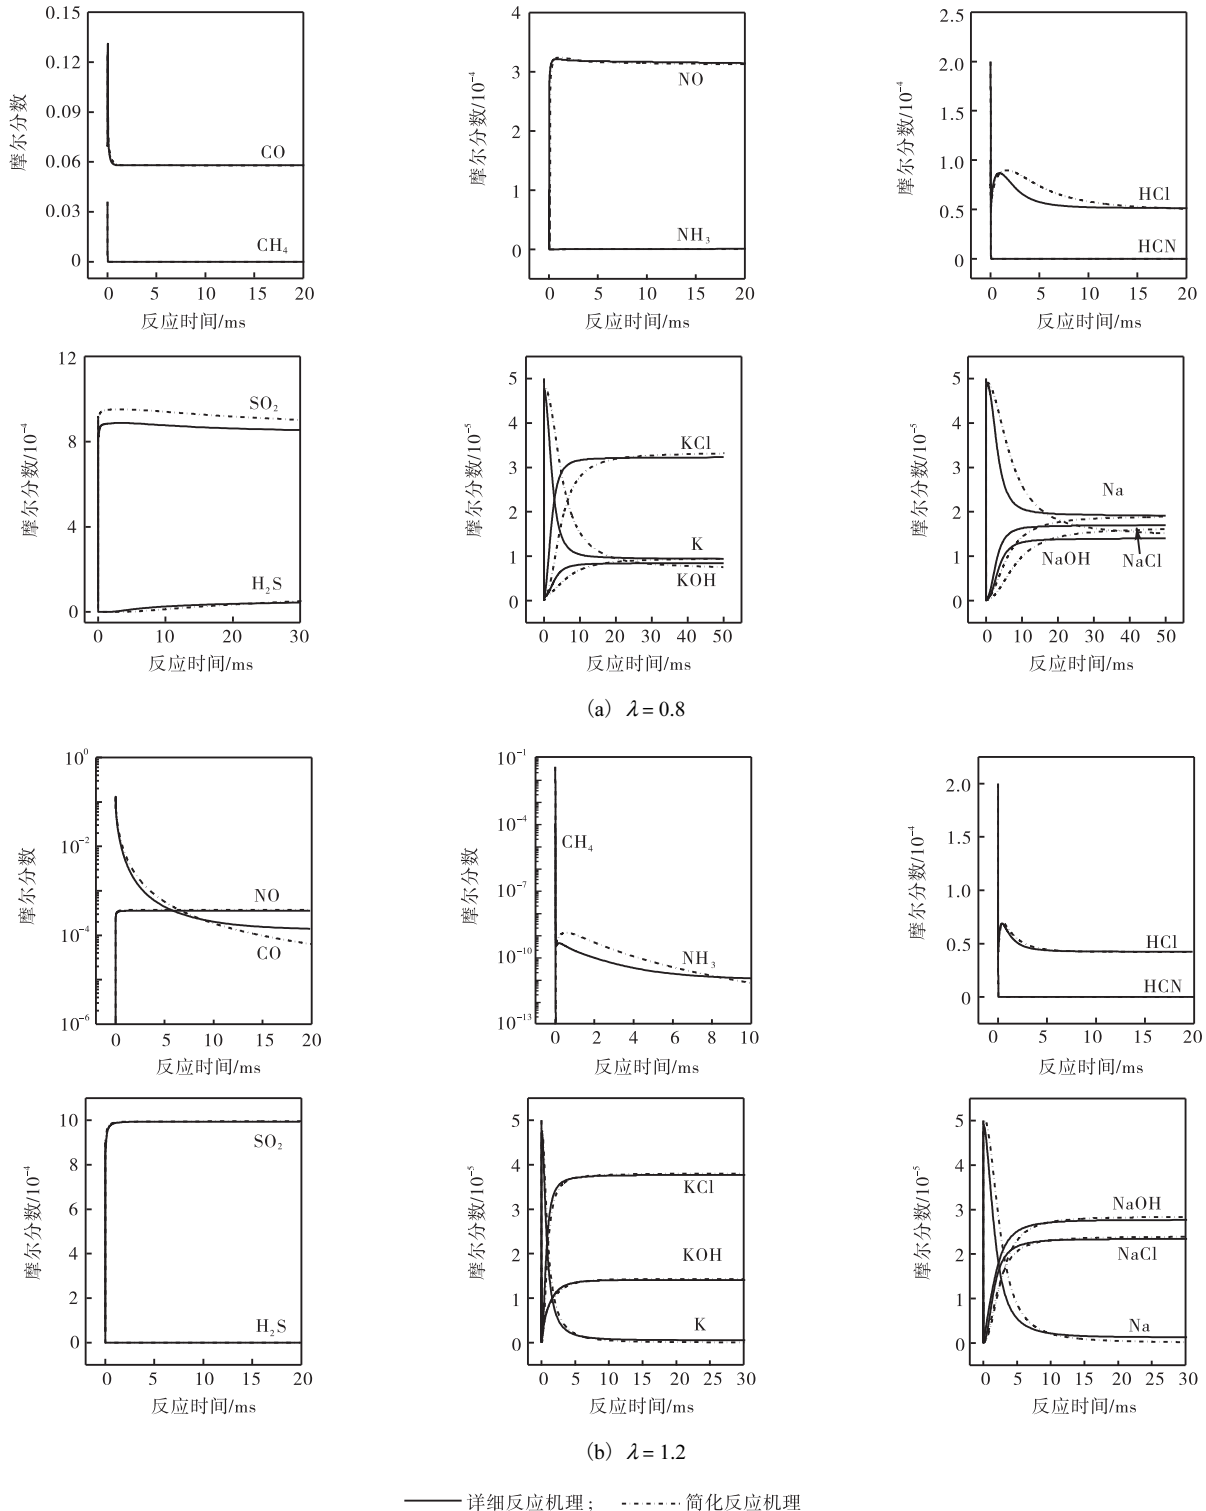 0.15
0.12
0.09
0.06
0.03
0
摩尔分数
CO
CH₄
0 5 10 15 20
反应时间/ms
4
3
2
1
0
摩尔分数/10⁻⁴
NO
NH₃
0 5 10 15 20
反应时间/ms
2.5
2.0
1.5
1.0
0.5
0
摩尔分数/10⁻⁴
HCl
HCN
0 5 10 15 20
反应时间/ms
12
8
4
0
摩尔分数/10⁻⁴
SO₂
H₂S
0 10 20 30
反应时间/ms
5
4
3
2
1
0
摩尔分数/10⁻⁵
KCl
K
KOH
0 10 20 30 40 50
反应时间/ms
5
4
3
2
1
0
摩尔分数/10⁻⁵
Na
NaOH
NaCl
0 10 20 30 40 50
反应时间/ms
(a) λ = 0.8
10⁰
10⁻²
10⁻⁴
10⁻⁶
摩尔分数
NO
CO
0 5 10 15 20
反应时间/ms
10⁻¹
10⁻⁴
10⁻⁷
10⁻¹⁰
10⁻¹³
摩尔分数
CH₄
NH₃
0 2 4 6 8 10
反应时间/ms
2.0
1.5
1.0
0.5
0
摩尔分数/10⁻⁴
HCl
HCN
0 5 10 15 20
反应时间/ms
10
8
6
4
2
0
摩尔分数/10⁻⁴
SO₂
H₂S
0 5 10 15 20
反应时间/ms
5
4
3
2
1
0
摩尔分数/10⁻⁵
KCl
KOH
K
0 5 10 15 20 25 30
反应时间/ms
5
4
3
2
1
0
摩尔分数/10⁻⁵
NaOH
NaCl
Na
0 5 10 15 20 25 30
反应时间/ms
(b) λ = 1.2
详细反应机理； 简化反应机理